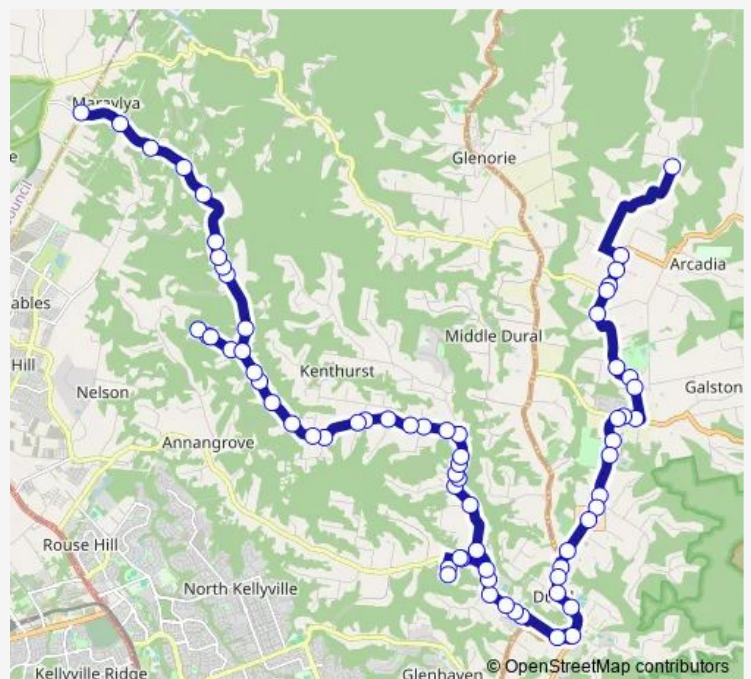 Maraylya
Glenorie
e
ouncil
Arcadia
ables
Middle Dural
Hill
Kenthurst
Nelson
Galston
Annangrove
Rouse Hill
North Kellyville
Kellyville Ridge
Glenhaven
© OpenStreetMap contributors